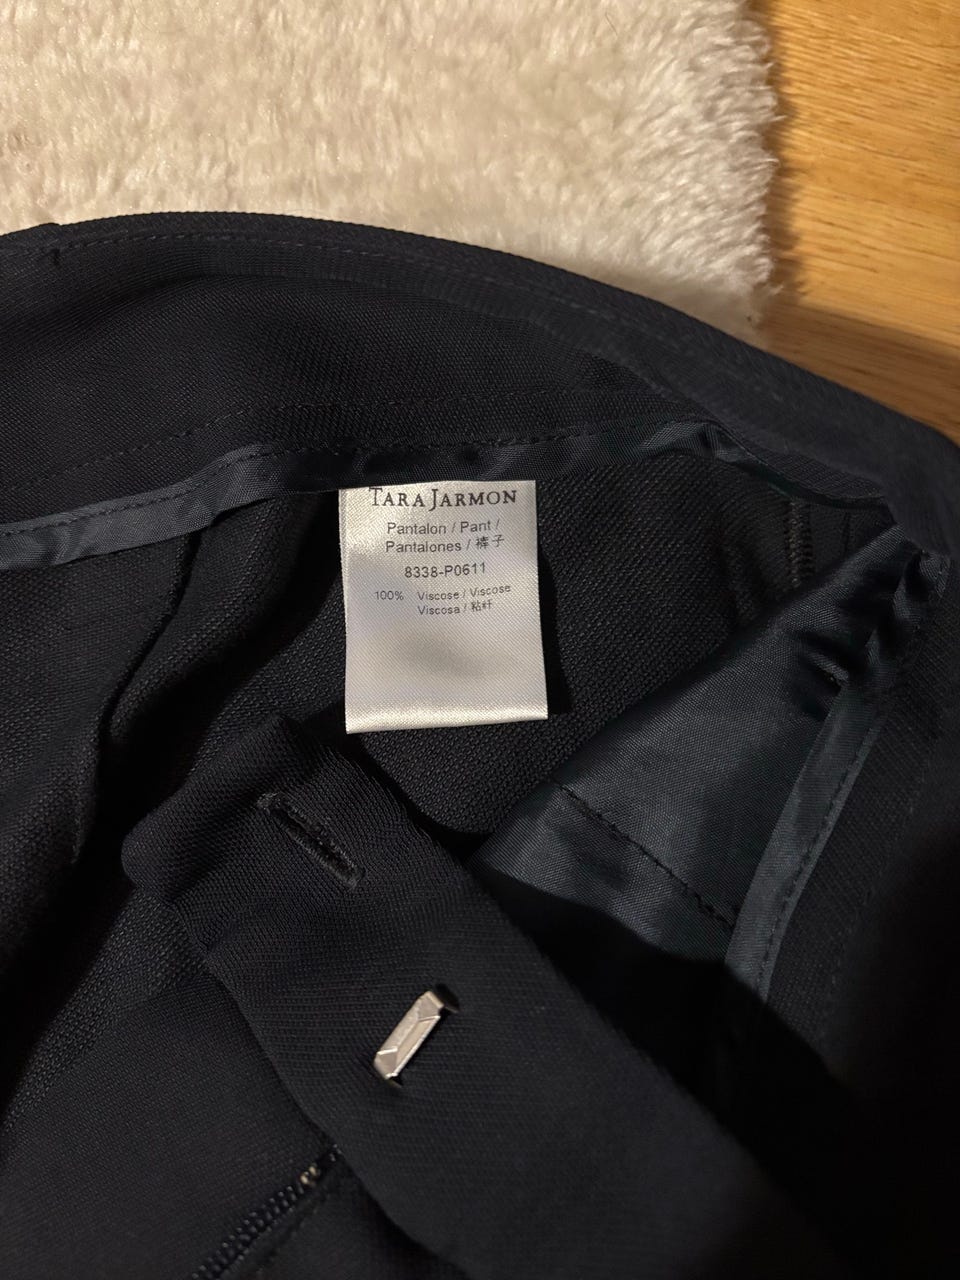 TARA JARMON
Pantalon / Pant /
Pantalones / 裤子
8338-P0611
100% Viscose / Viscose
Viscosa / 粘纤